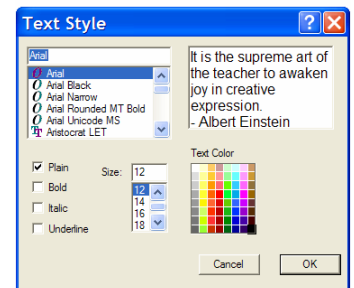 Text Style
Arial
Arial
Arial Black
Arial Narrow
Arial Rounded MT Bold
Arial Unicode MS
Aristocrat LET
It is the supreme art of
the teacher to awaken
joy in creative
expression.
- Albert Einstein
Plain
Bold
Italic
Underline
Size:
12
12
14
16
18
Text Color
Cancel
OK